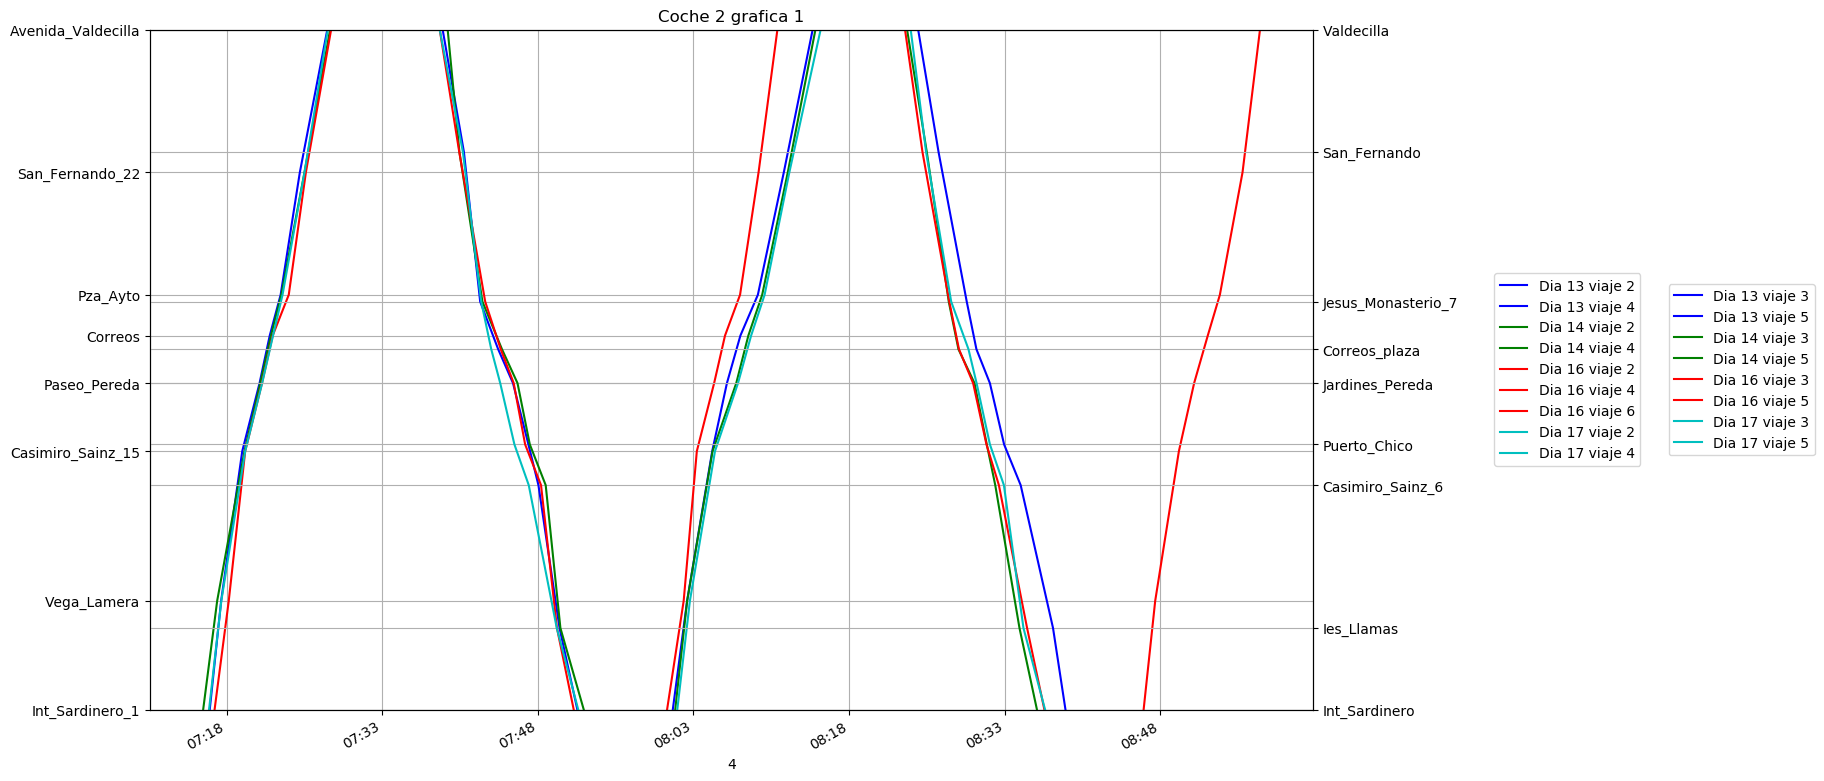 Coche 2 grafica 1
Avenida_Valdecilla
San_Fernando_22
Pza_Ayto
Correos
Paseo_Pereda
Casimiro_Sainz_15
Vega_Lamera
Int_Sardinero_1
Valdecilla
San_Fernando
Jesus_Monasterio_7
Correos_plaza
Jardines_Pereda
Puerto_Chico
Casimiro_Sainz_6
Ies_Llamas
Int_Sardinero
07:18
07:33
07:48
08:03
08:18
08:33
08:48
4
Dia 13 viaje 2
Dia 13 viaje 4
Dia 14 viaje 2
Dia 14 viaje 4
Dia 16 viaje 2
Dia 16 viaje 4
Dia 16 viaje 6
Dia 17 viaje 2
Dia 17 viaje 4
Dia 13 viaje 3
Dia 13 viaje 5
Dia 14 viaje 3
Dia 14 viaje 5
Dia 16 viaje 3
Dia 16 viaje 5
Dia 17 viaje 3
Dia 17 viaje 5